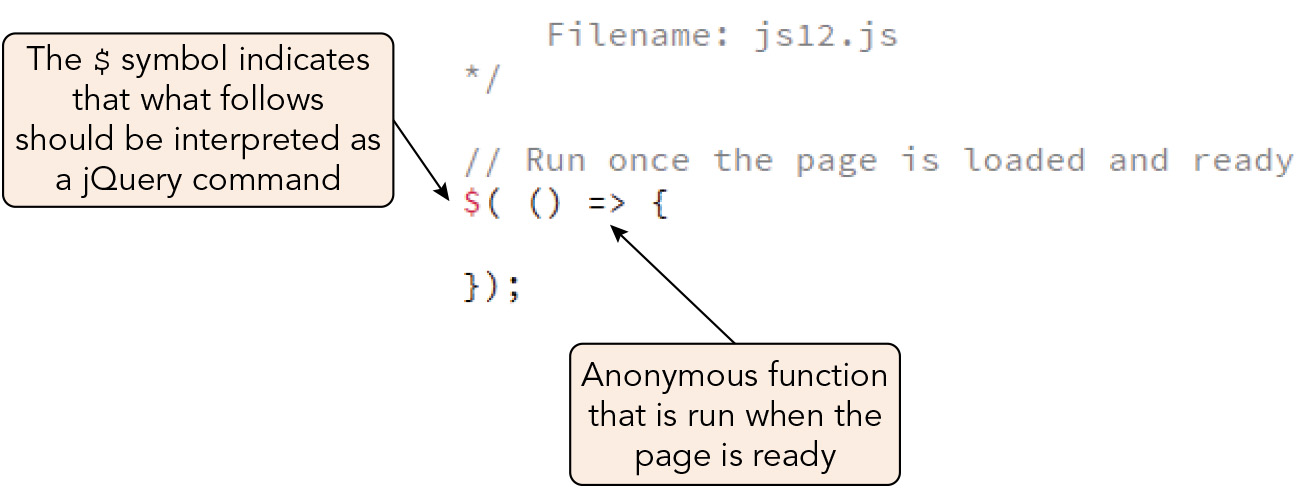 Filename: js12.js
*/
The $ symbol indicates
that what follows
should be interpreted as
a jQuery command
// Run once the page is loaded and ready
$( () => {
});
Anonymous function
that is run when the
page is ready